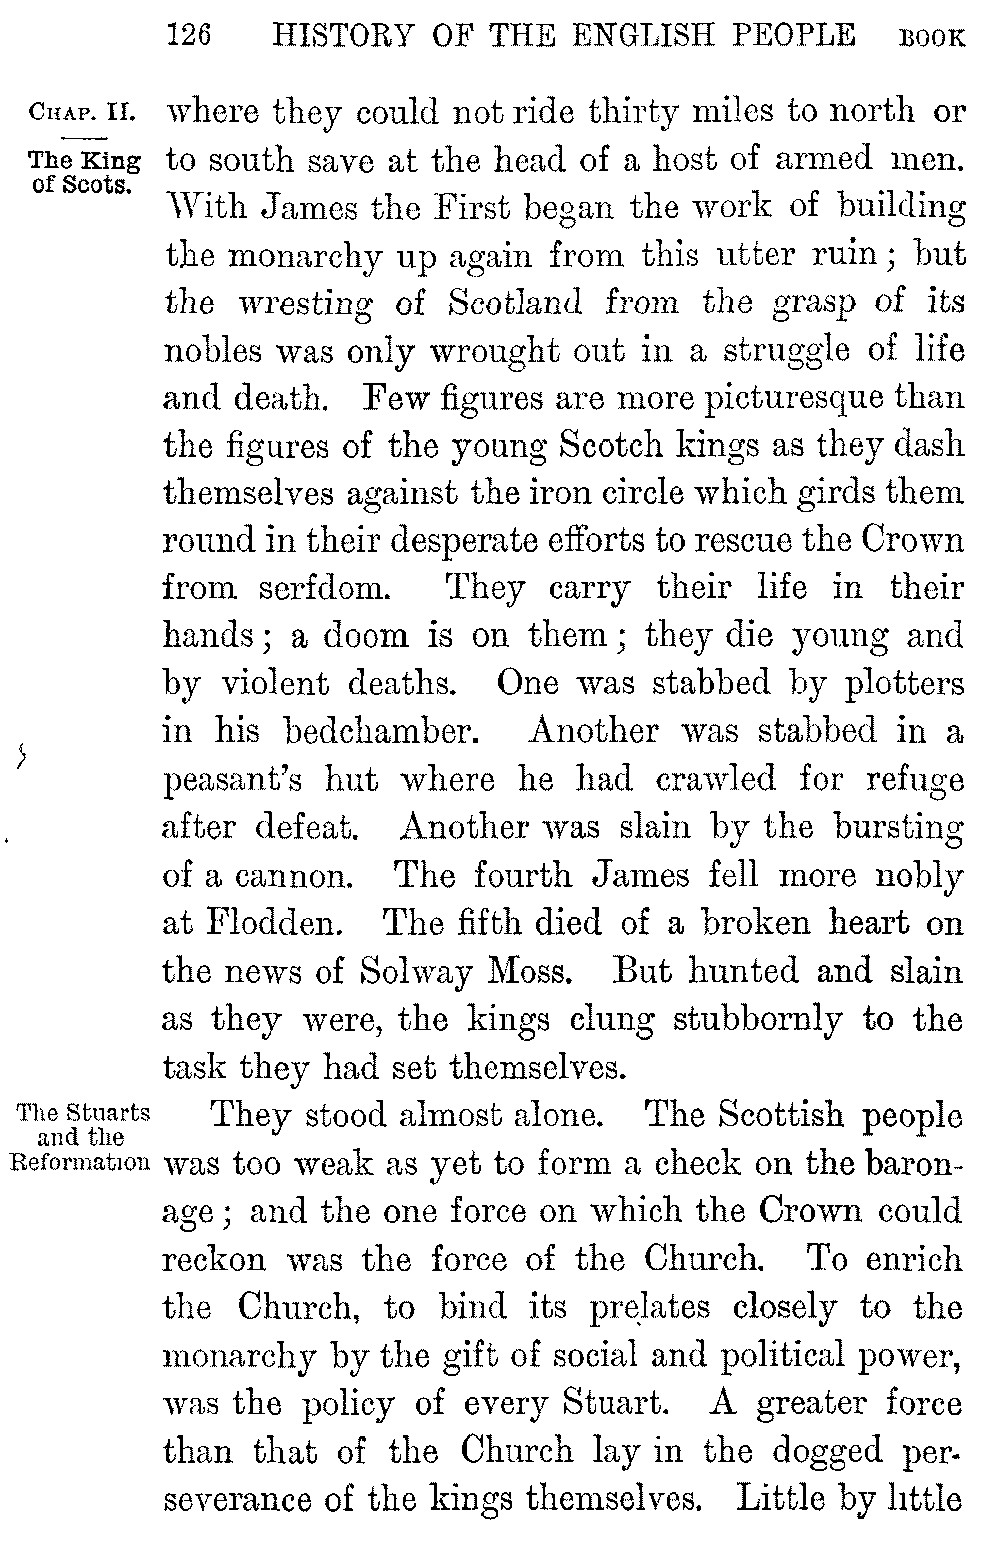 126 HISTORY OF THE ENGLISH PEOPLE BOOK
CHAP. II.
The King
of Scots.
where they could not ride thirty miles to north or
to south save at the head of a host of armed men.
With James the First began the work of building
the monarchy up again from this utter ruin; but
the wresting of Scotland from the grasp of its
nobles was only wrought out in a struggle of life
and death. Few figures are more picturesque than
the figures of the young Scotch kings as they dash
themselves against the iron circle which girds them
round in their desperate efforts to rescue the Crown
from serfdom. They carry their life in their
hands; a doom is on them; they die young and
by violent deaths. One was stabbed by plotters
in his bedchamber. Another was stabbed in a
peasant's hut where he had crawled for refuge
after defeat. Another was slain by the bursting
of a cannon. The fourth James fell more nobly
at Flodden. The fifth died of a broken heart on
the news of Solway Moss. But hunted and slain
as they were, the kings clung stubbornly to the
task they had set themselves.
The Stuarts
and the
Reformation
They stood almost alone. The Scottish people
was too weak as yet to form a check on the baron-
age; and the one force on which the Crown could
reckon was the force of the Church. To enrich
the Church, to bind its prelates closely to the
monarchy by the gift of social and political power,
was the policy of every Stuart. A greater force
than that of the Church lay in the dogged per-
severance of the kings themselves. Little by little